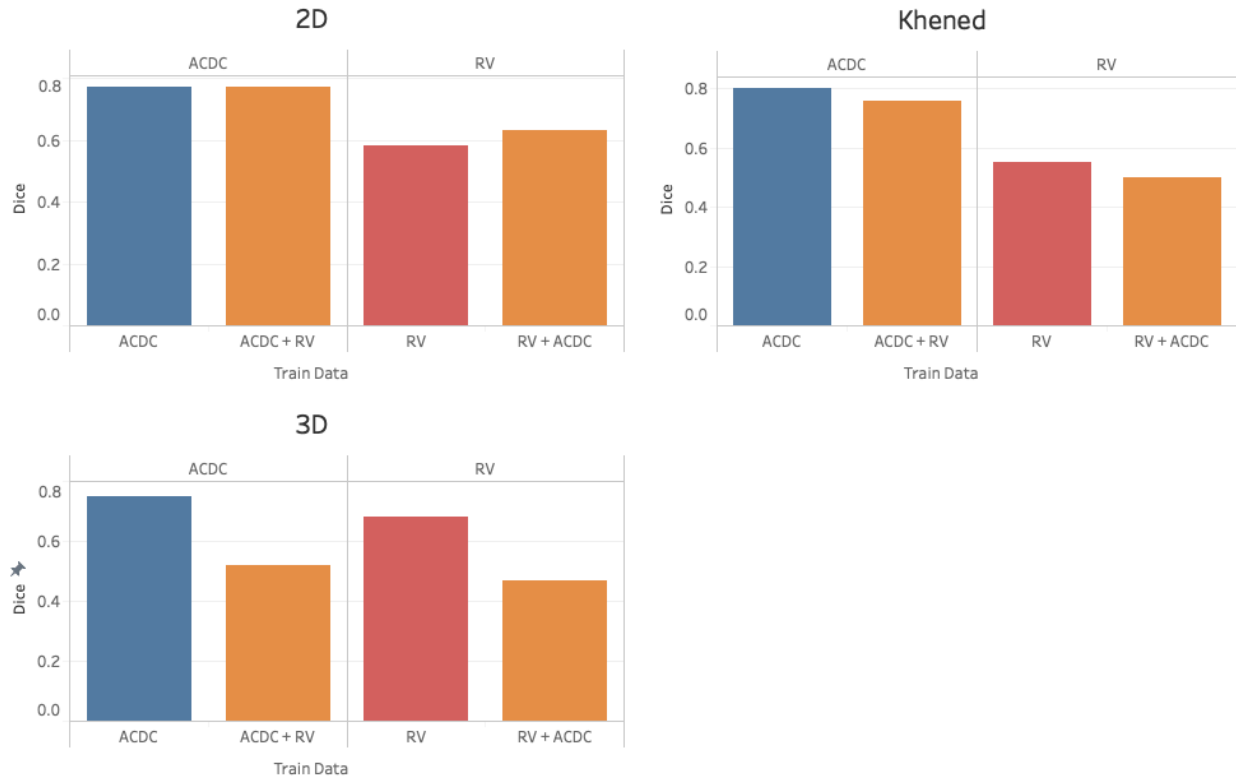 2D
ACDC RV
0.8
0.6
0.4
0.2
0.0
Dice
ACDC ACDC + RV RV RV + ACDC
Train Data
Khened
ACDC RV
0.8
0.6
0.4
0.2
0.0
Dice
ACDC ACDC + RV RV RV + ACDC
Train Data
3D
ACDC RV
0.8
0.6
0.4
0.2
0.0
Dice
ACDC ACDC + RV RV RV + ACDC
Train Data